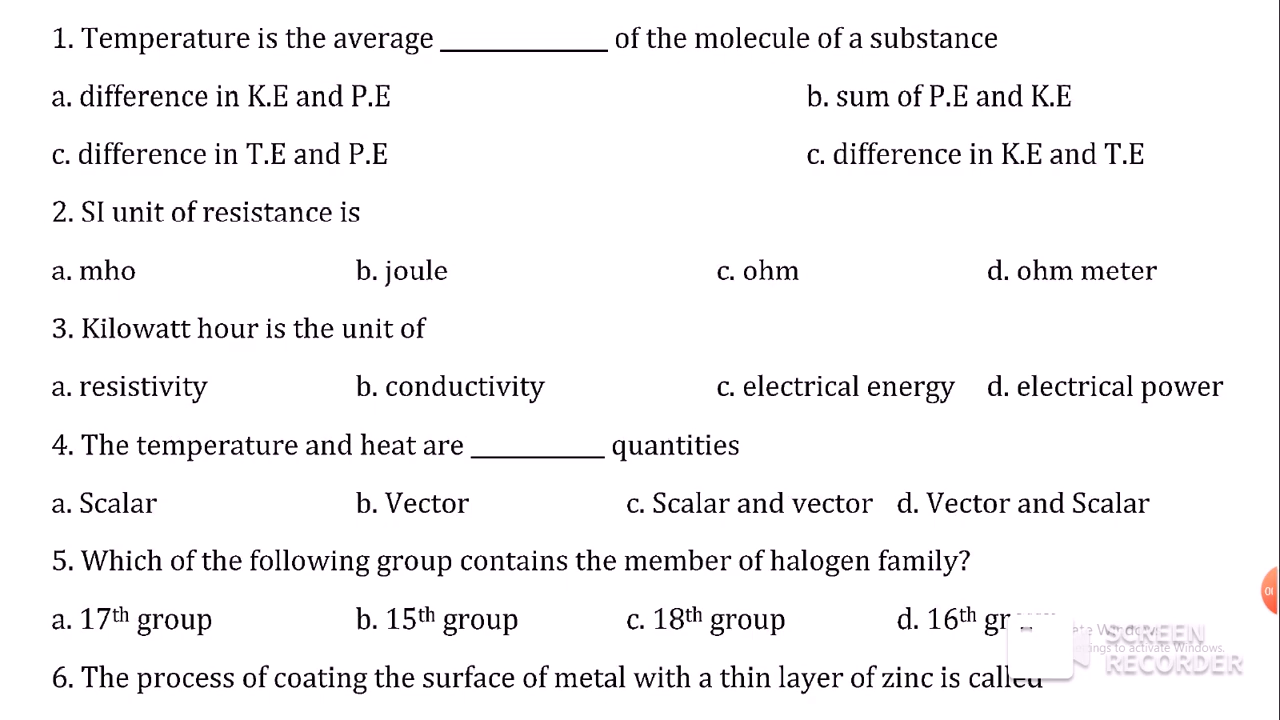 1. Temperature is the average ____________ of the molecule of a substance
a. difference in K.E and P.E b. sum of P.E and K.E
c. difference in T.E and P.E c. difference in K.E and T.E
2. SI unit of resistance is
a. mho b. joule c. ohm d. ohm meter
3. Kilowatt hour is the unit of
a. resistivity b. conductivity c. electrical energy d. electrical power
4. The temperature and heat are __________ quantities
a. Scalar b. Vector c. Scalar and vector d. Vector and Scalar
5. Which of the following group contains the member of halogen family?
a. 17th group b. 15th group c. 18th group d. 16th
SCREEN
RECORDER
to activate Windows.
6. The process of coating the surface of metal with a thin layer of zinc is called